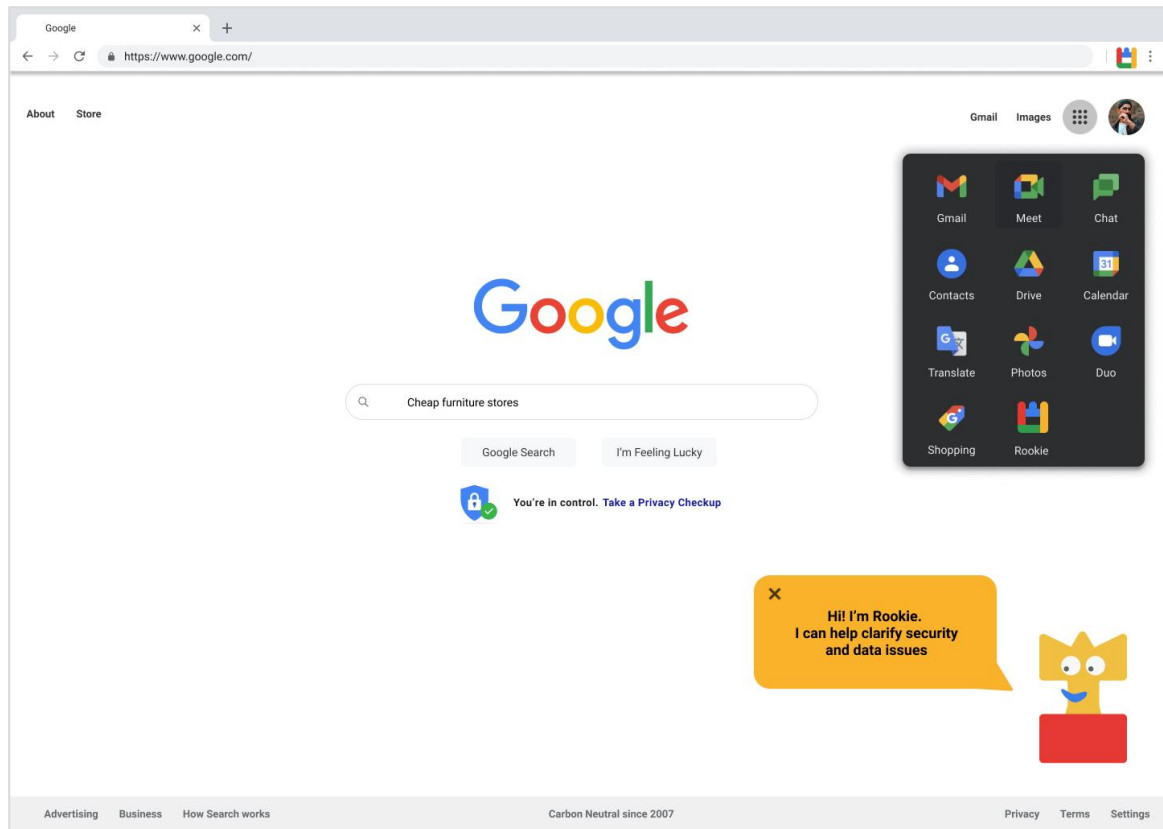 Google
https://www.google.com/
About Store
Gmail Images
Gmail Meet Chat
Contacts Drive 31 Calendar
G 文 Translate Photos Duo
G Shopping Rookie
Google
Cheap furniture stores
Google Search I'm Feeling Lucky
You're in control. Take a Privacy Checkup
Hi! I'm Rookie.
I can help clarify security
and data issues
Advertising Business How Search works Carbon Neutral since 2007 Privacy Terms Settings